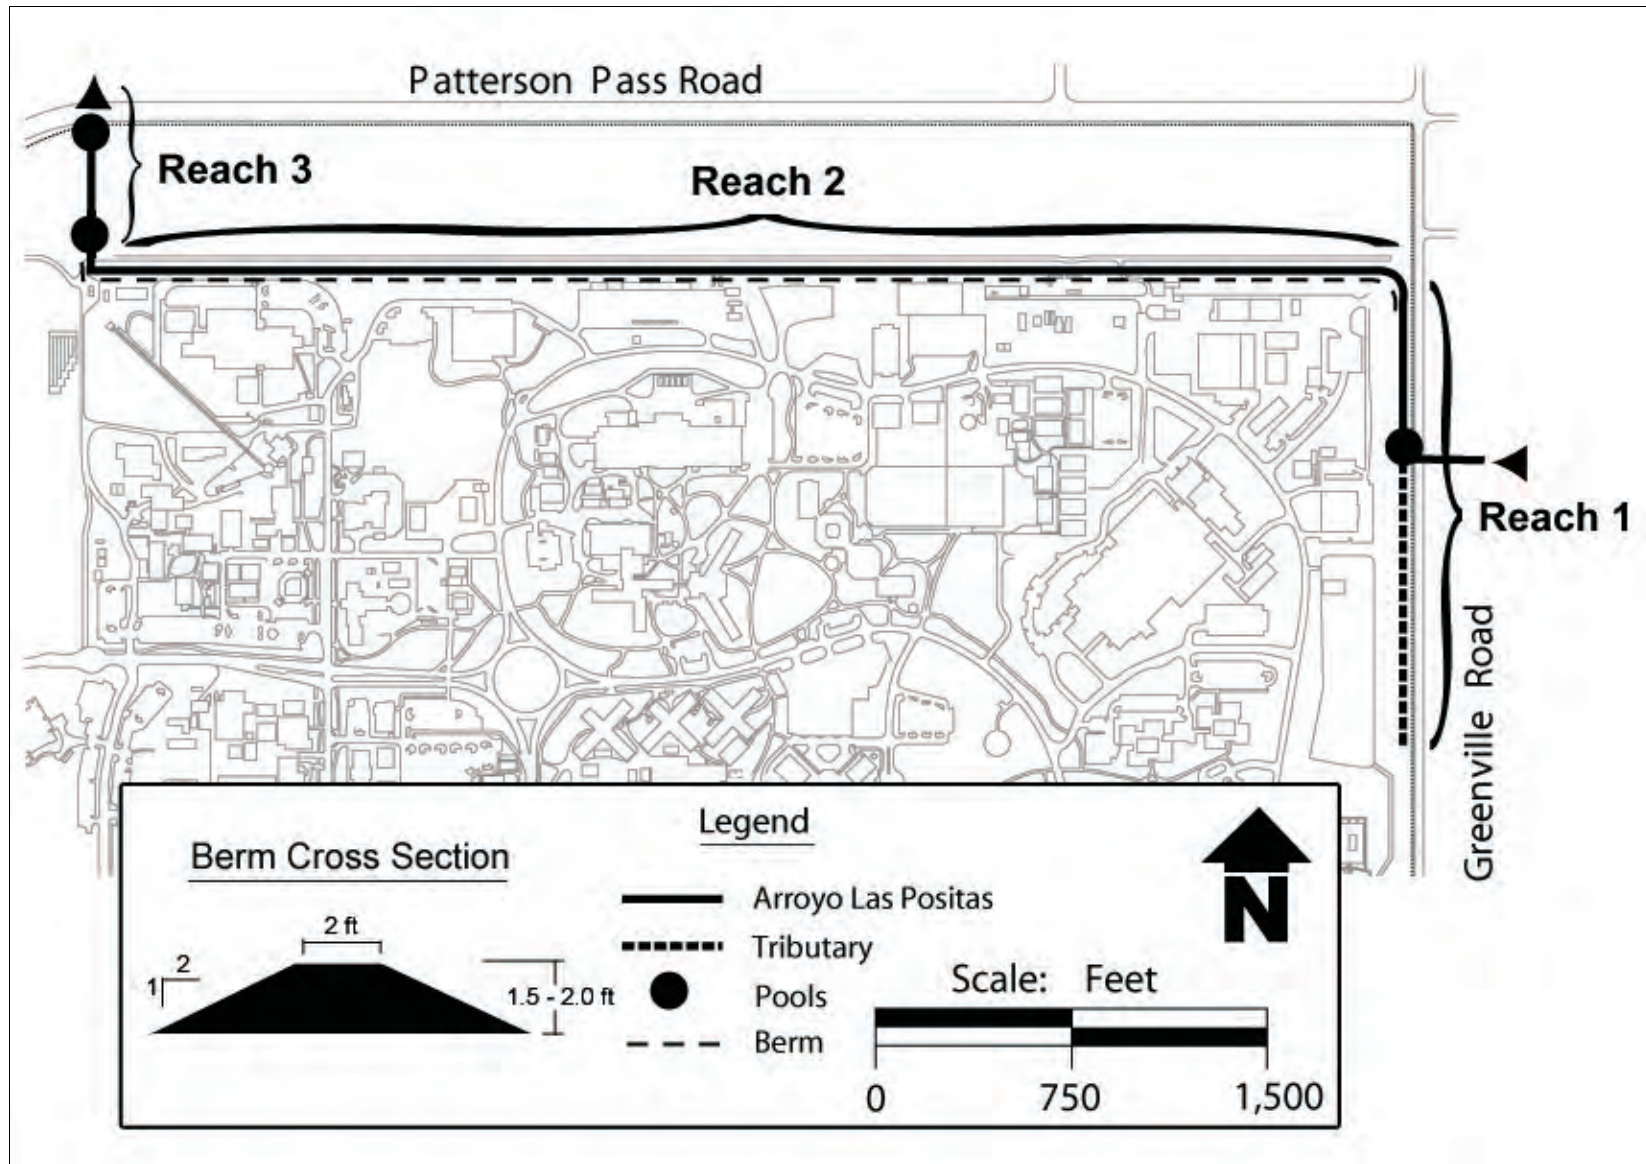 Patterson Pass Road
Reach 3
Reach 2
Reach 1
Greenville Road
Legend
Berm Cross Section
2 ft
2
1
1.5 - 2.0 ft
Arroyo Las Positas
Tributary
Pools
Berm
N
Scale: Feet
0 750 1,500